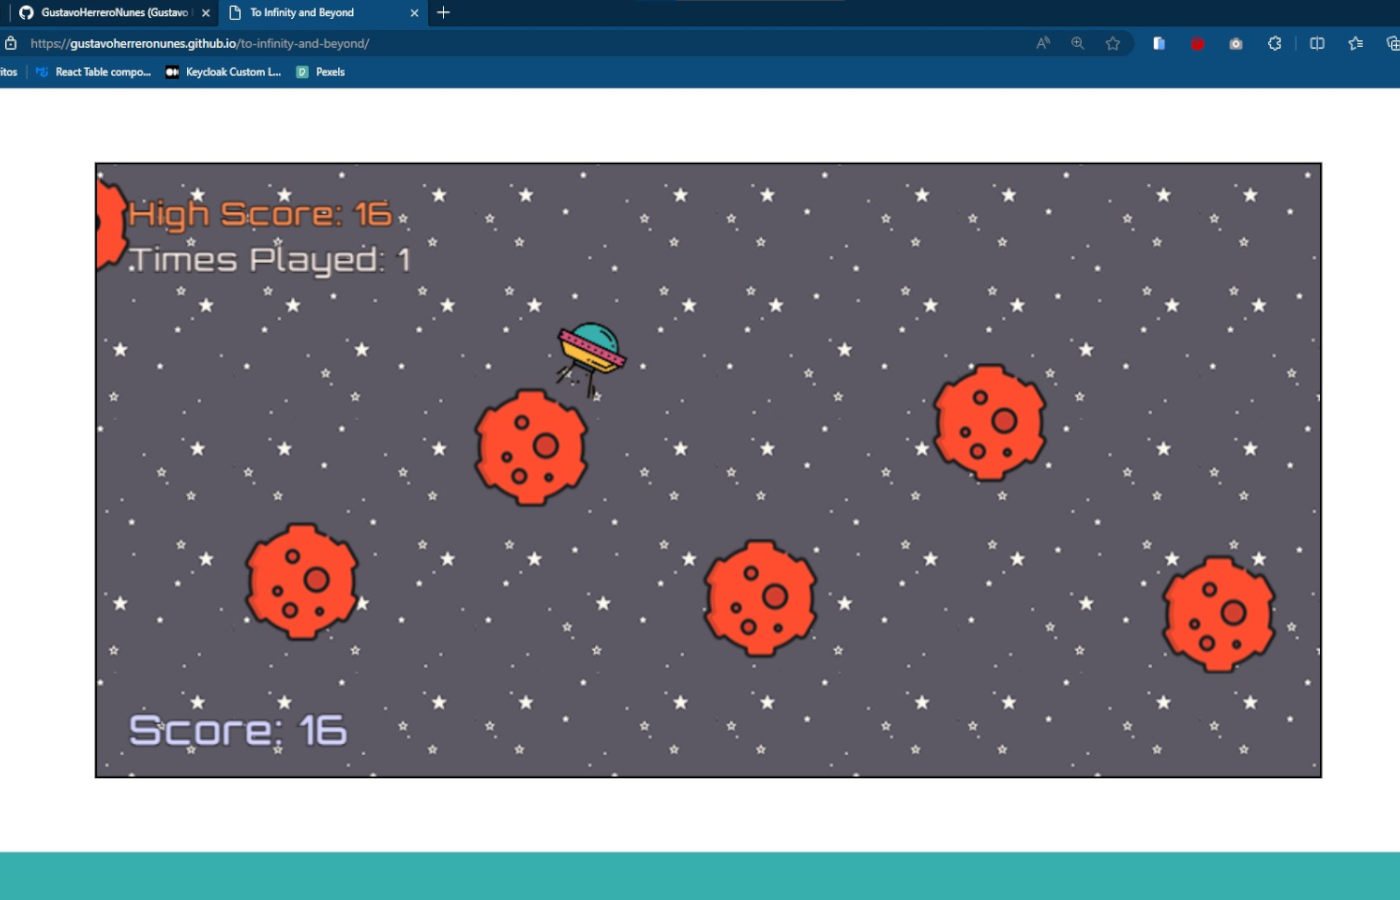 GustavoHerreroNunes (Gustavo
To Infinity and Beyond
https://gustavoherreronunes.github.io/to-infinity-and-beyond/
itos
React Table compo...
Keycloak Custom L...
Pexels
High Score: 16
Times Played: 1
Score: 16